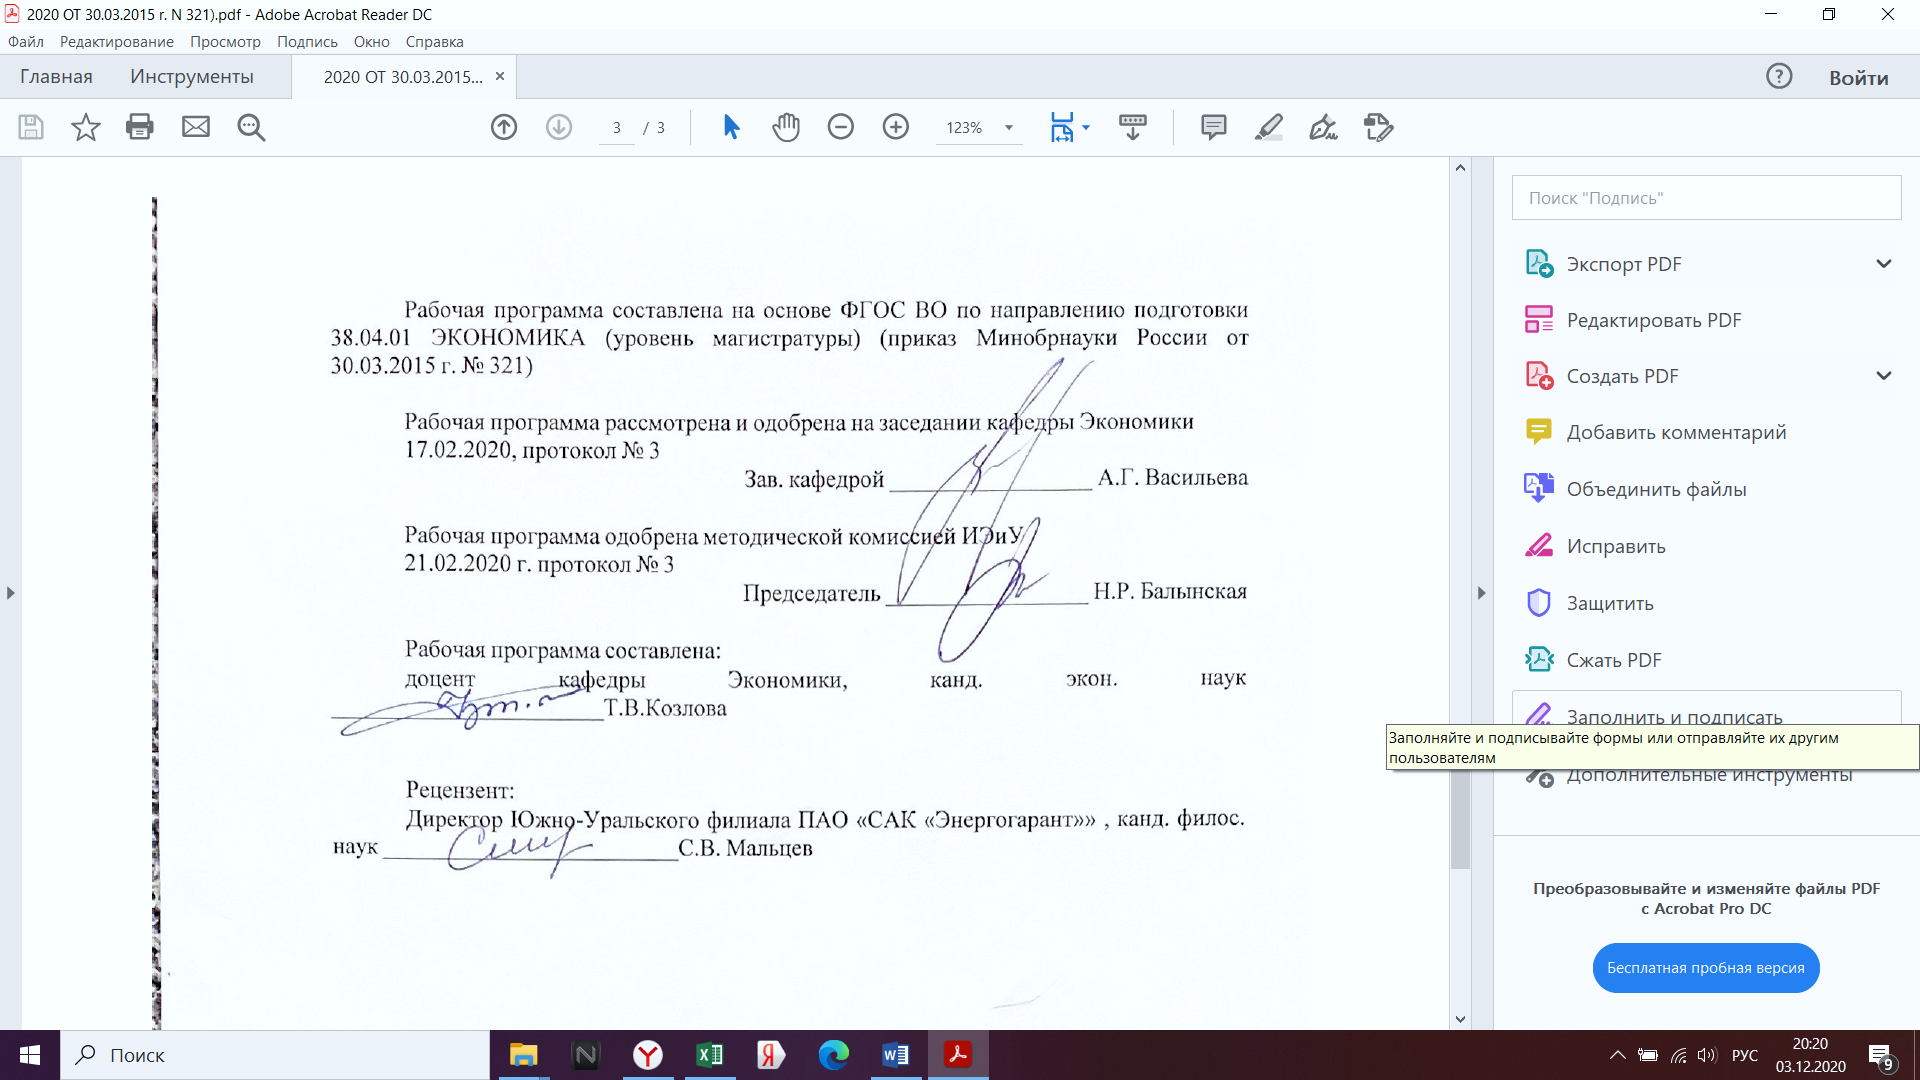 2020 ОТ 30.03.2015 г. N 321).pdf - Adobe Acrobat Reader DC
Файл Редактирование Просмотр Подпись Окно Справка
Главная Инструменты 2020 ОТ 30.03.2015... × ? Войти
3 / 3 123%
Поиск "Подпись"
Экспорт PDF
Редактировать PDF
Создать PDF
Добавить комментарий
Объединить файлы
Исправить
Защитить
Сжать PDF
Заполнить и подписать
Заполняйте и подписывайте формы или отправляйте их другим
пользователям
Дополнительные инструменты
Преобразовывайте и изменяйте файлы PDF
с Acrobat Pro DC
Бесплатная пробная версия
Рабочая программа составлена на основе ФГОС ВО по направлению подготовки
38.04.01 ЭКОНОМИКА (уровень магистратуры) (приказ Минобрнауки России от
30.03.2015 г. № 321)
Рабочая программа рассмотрена и одобрена на заседании кафедры Экономики
17.02.2020, протокол № 3
Зав. кафедрой А.Г. Васильева
Рабочая программа одобрена методической комиссией ИЭиУ
21.02.2020 г. протокол № 3
Председатель Н.Р. Балынская
Рабочая программа составлена:
доцент кафедры Экономики, канд. экон. наук
Т.В.Козлова
Рецензент:
Директор Южно-Уральского филиала ПАО «САК «Энергогарант»» , канд. филос.
наук С.В. Мальцев
Поиск
РУС
20:20
03.12.2020
9